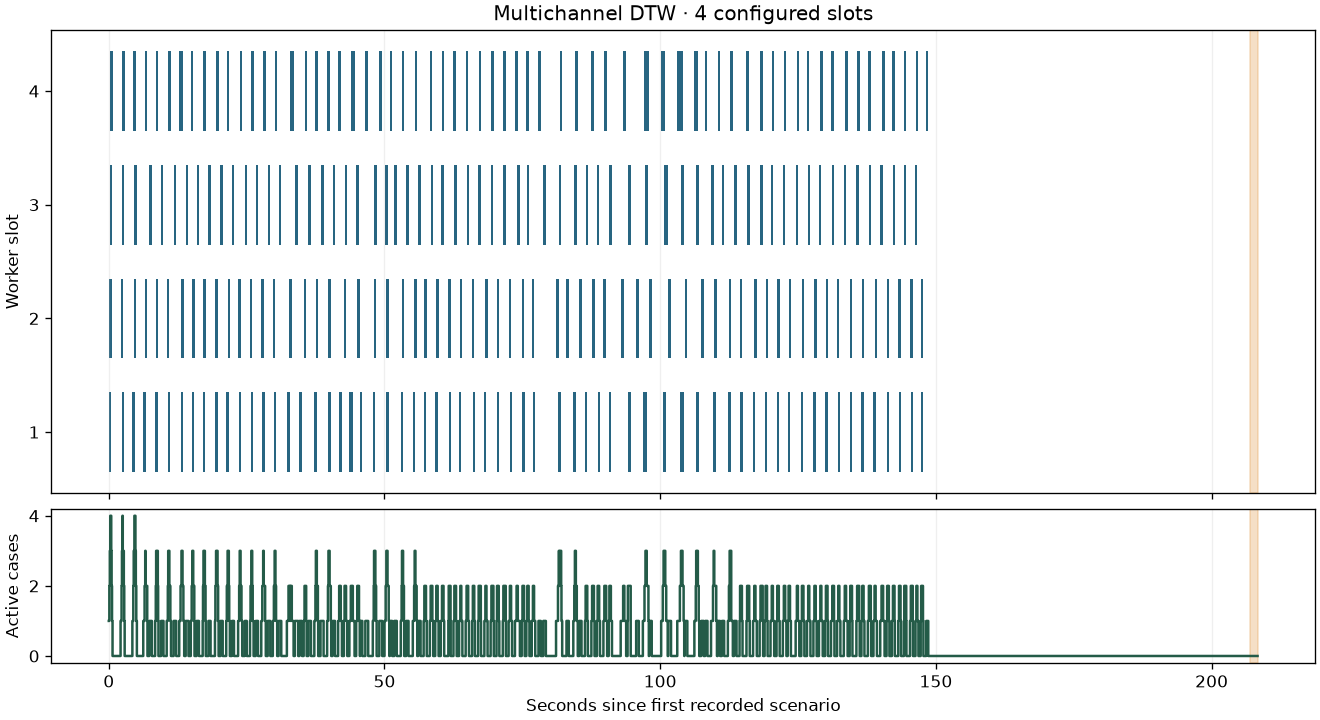 Multichannel DTW · 4 configured slots
Worker slot
4
3
2
1
Active cases
4
2
0
0 50 100 150 200
Seconds since first recorded scenario